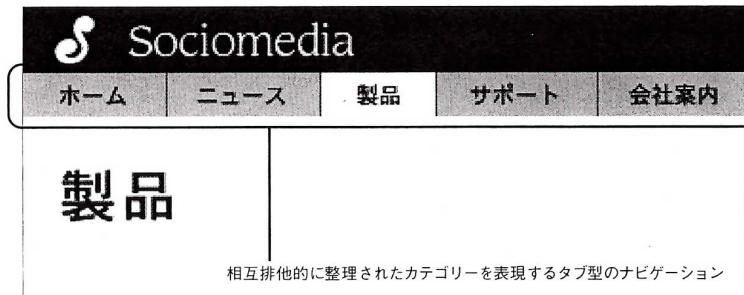 Sociomedia
ホーム ニュース 製品 サポート 会社案内
製品
相互排他的に整理されたカテゴリーを表現するタブ型のナビゲーション